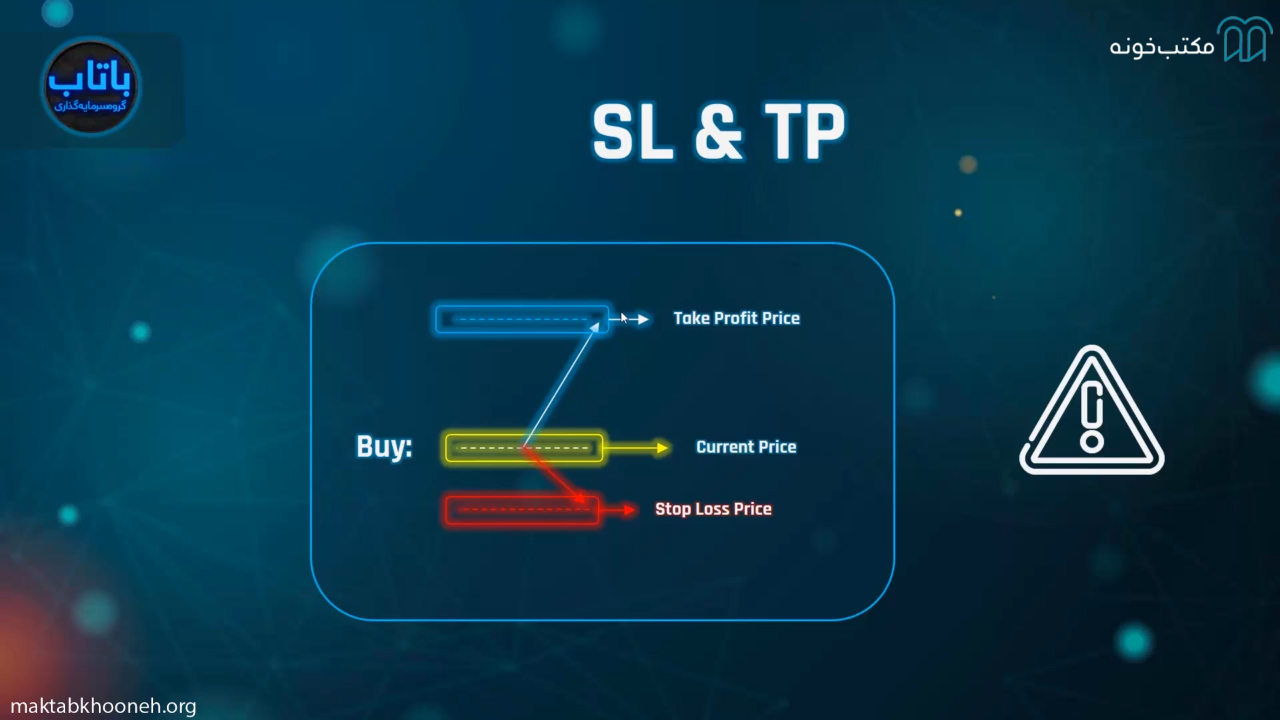 باتاب
گروه‌سرمایه‌گذاری
مکتب‌خونه
SL & TP
Take Profit Price
Buy:
Current Price
Stop Loss Price
maktabkhooneh.org